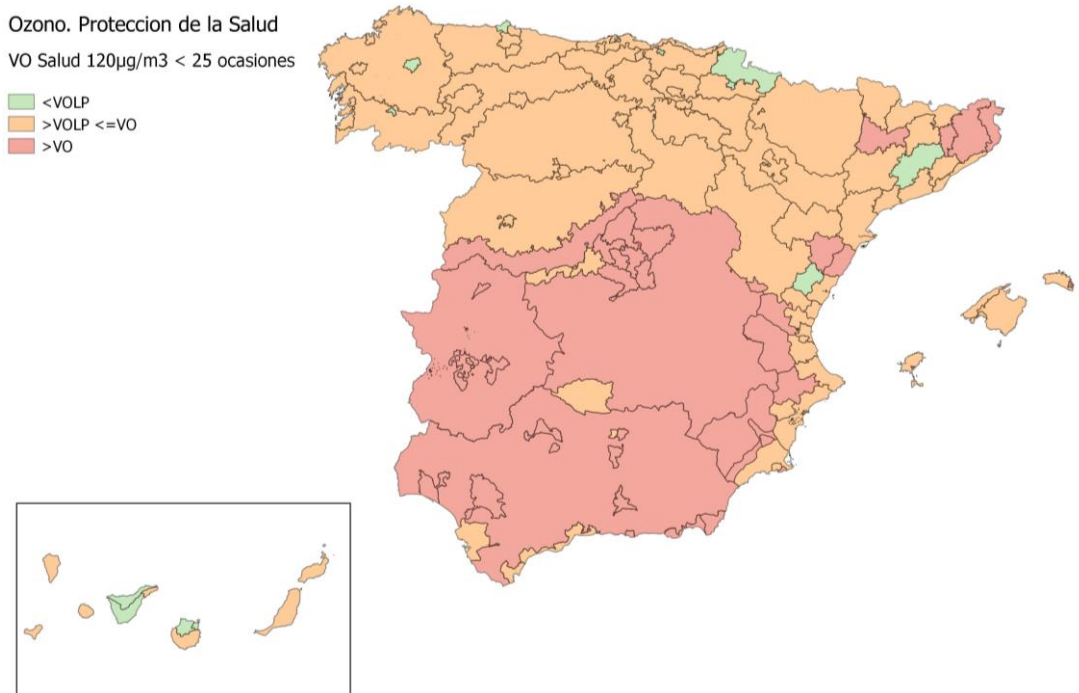 Ozono. Proteccion de la Salud
VO Salud 120µg/m3 < 25 ocasiones
<VOLP
>VOLP <=VO
>VO